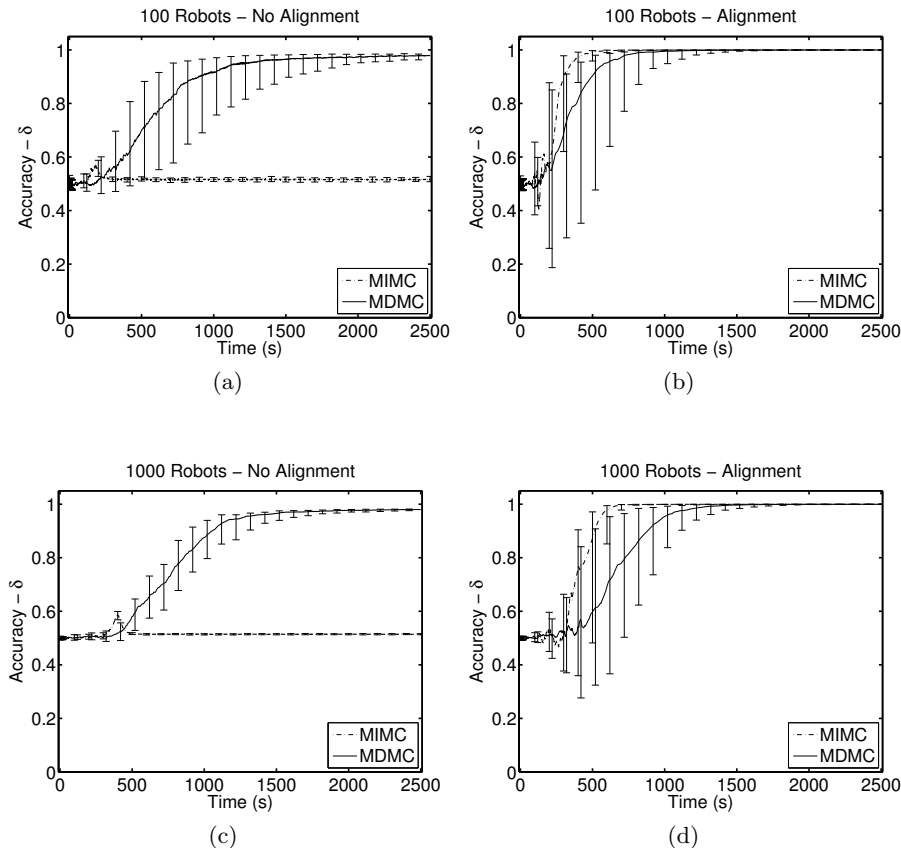 100 Robots − No Alignment
1
0.8
0.6
0.4
0.2
0
Accuracy − δ
0 500 1000 1500 2000 2500
Time (s)
MIMC
MDMC
(a)
100 Robots − Alignment
1
0.8
0.6
0.4
0.2
0
Accuracy − δ
0 500 1000 1500 2000 2500
Time (s)
MIMC
MDMC
(b)
1000 Robots − No Alignment
1
0.8
0.6
0.4
0.2
0
Accuracy − δ
0 500 1000 1500 2000 2500
Time (s)
MIMC
MDMC
(c)
1000 Robots − Alignment
1
0.8
0.6
0.4
0.2
0
Accuracy − δ
0 500 1000 1500 2000 2500
Time (s)
MIMC
MDMC
(d)